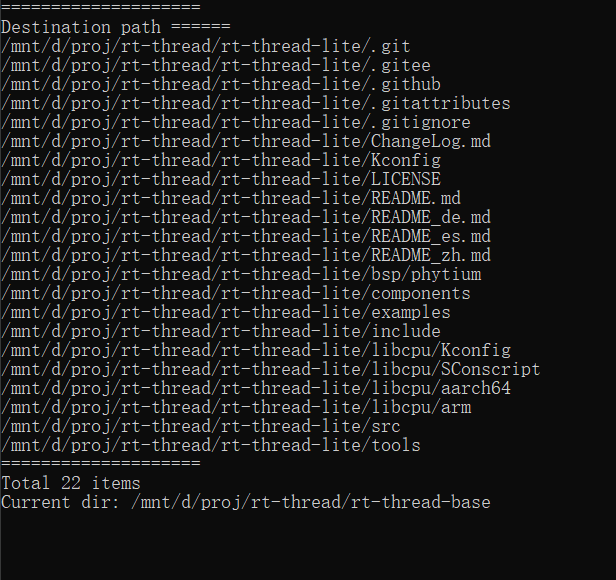 ====================
Destination path ======
/mnt/d/proj/rt-thread/rt-thread-lite/.git
/mnt/d/proj/rt-thread/rt-thread-lite/.gitee
/mnt/d/proj/rt-thread/rt-thread-lite/.github
/mnt/d/proj/rt-thread/rt-thread-lite/.gitattributes
/mnt/d/proj/rt-thread/rt-thread-lite/.gitignore
/mnt/d/proj/rt-thread/rt-thread-lite/ChangeLog.md
/mnt/d/proj/rt-thread/rt-thread-lite/Kconfig
/mnt/d/proj/rt-thread/rt-thread-lite/LICENSE
/mnt/d/proj/rt-thread/rt-thread-lite/README.md
/mnt/d/proj/rt-thread/rt-thread-lite/README_de.md
/mnt/d/proj/rt-thread/rt-thread-lite/README_es.md
/mnt/d/proj/rt-thread/rt-thread-lite/README_zh.md
/mnt/d/proj/rt-thread/rt-thread-lite/bsp/phytium
/mnt/d/proj/rt-thread/rt-thread-lite/components
/mnt/d/proj/rt-thread/rt-thread-lite/examples
/mnt/d/proj/rt-thread/rt-thread-lite/include
/mnt/d/proj/rt-thread/rt-thread-lite/libcpu/Kconfig
/mnt/d/proj/rt-thread/rt-thread-lite/libcpu/SConscript
/mnt/d/proj/rt-thread/rt-thread-lite/libcpu/aarch64
/mnt/d/proj/rt-thread/rt-thread-lite/libcpu/arm
/mnt/d/proj/rt-thread/rt-thread-lite/src
/mnt/d/proj/rt-thread/rt-thread-lite/tools
====================
Total 22 items
Current dir: /mnt/d/proj/rt-thread/rt-thread-base